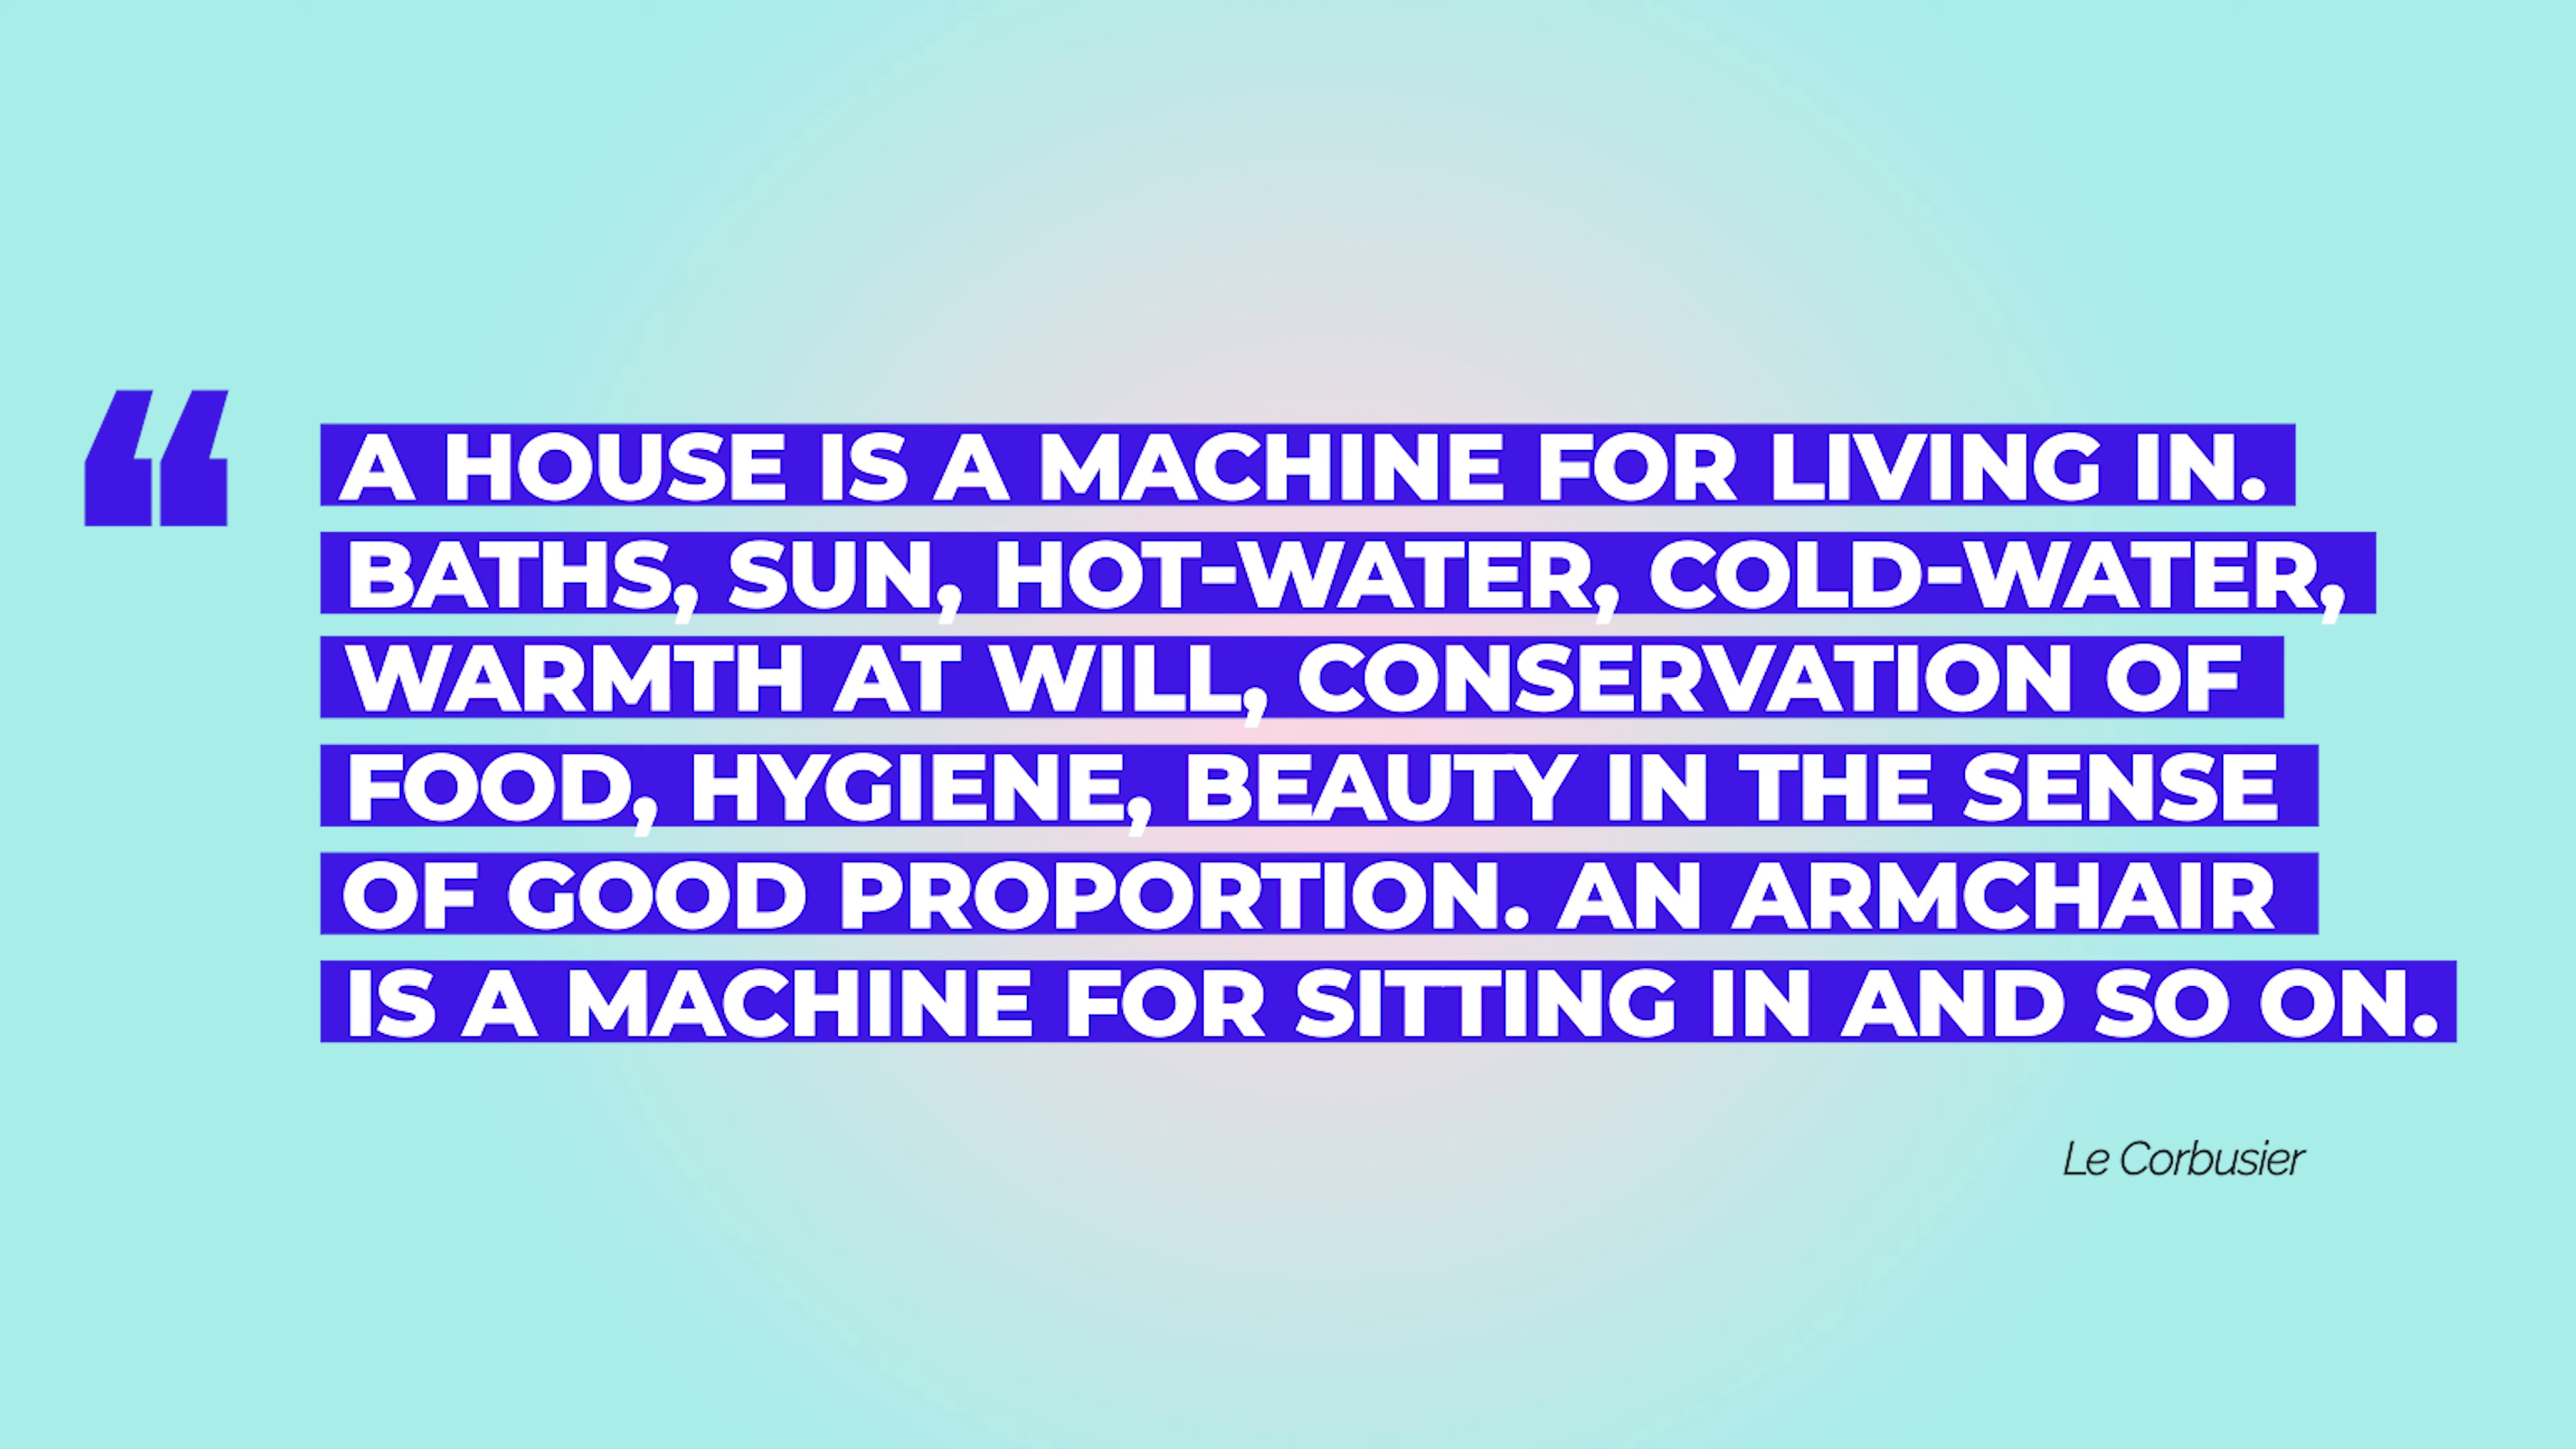 “
A HOUSE IS A MACHINE FOR LIVING IN.
BATHS, SUN, HOT-WATER, COLD-WATER,
WARMTH AT WILL, CONSERVATION OF
FOOD, HYGIENE, BEAUTY IN THE SENSE
OF GOOD PROPORTION. AN ARMCHAIR
IS A MACHINE FOR SITTING IN AND SO ON.
Le Corbusier